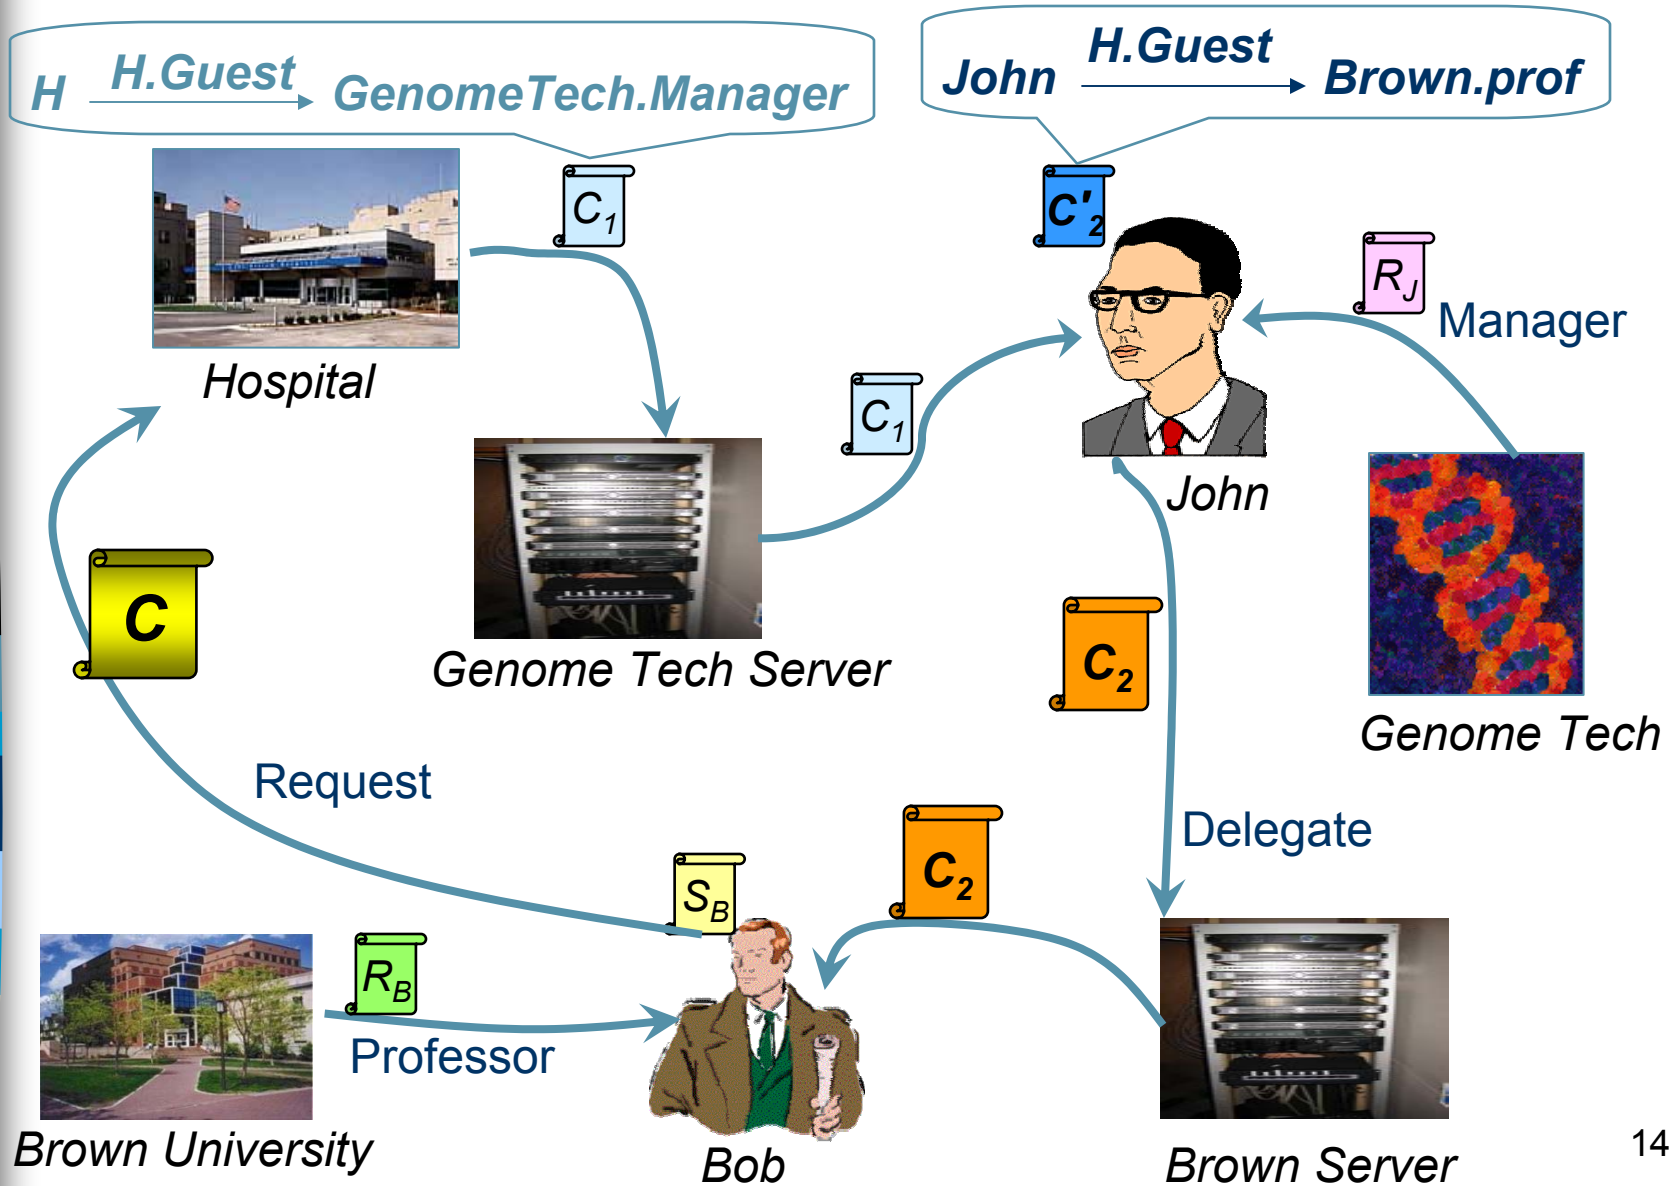 H H.Guest GenomeTech.Manager
John H.Guest Brown.prof
C1
C'2
RJ
Manager
Hospital
C1
John
C
Genome Tech Server
C2
Genome Tech
Request
Delegate
C2
SB
RB
Professor
Brown University
Bob
Brown Server
14